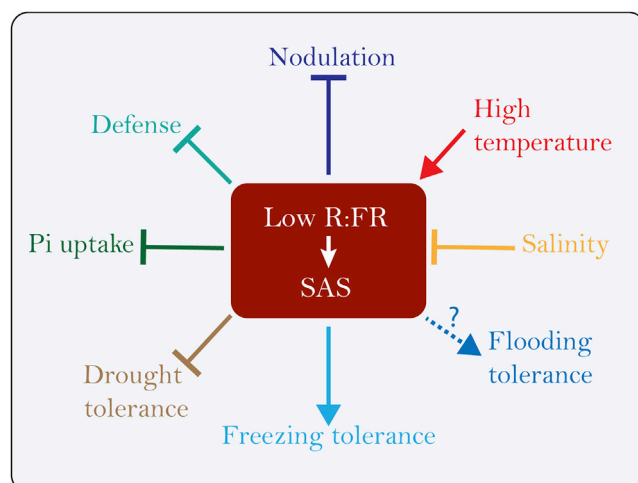 Nodulation
Defense
High
temperature
Low R:FR
Pi uptake
Salinity
SAS
?
Flooding
tolerance
Drought
tolerance
Freezing tolerance